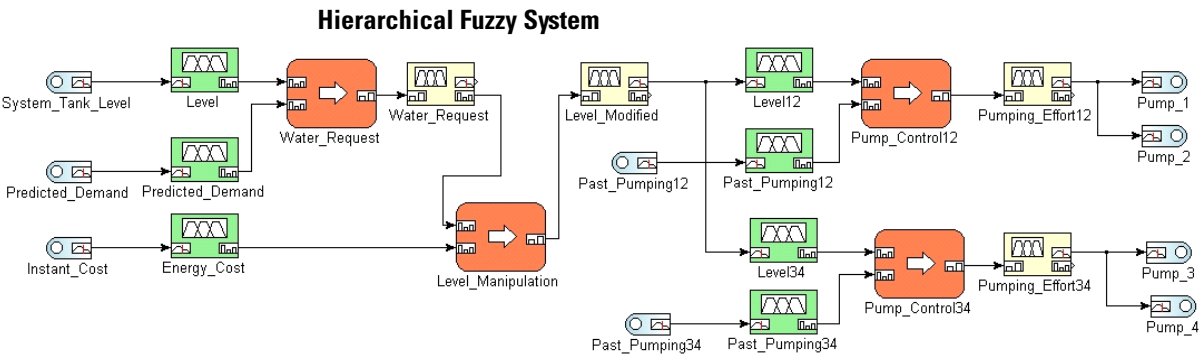 Hierarchical Fuzzy System
System_Tank_Level
Level
Water_Request
Water_Request
Level_Modified
Level12
Pump_Control12
Pumping_Effort12
Pump_1
Pump_2
Predicted_Demand
Predicted_Demand
Past_Pumping12
Past_Pumping12
Instant_Cost
Energy_Cost
Level_Manipulation
Level34
Pump_Control34
Pumping_Effort34
Pump_3
Pump_4
Past_Pumping34
Past_Pumping34